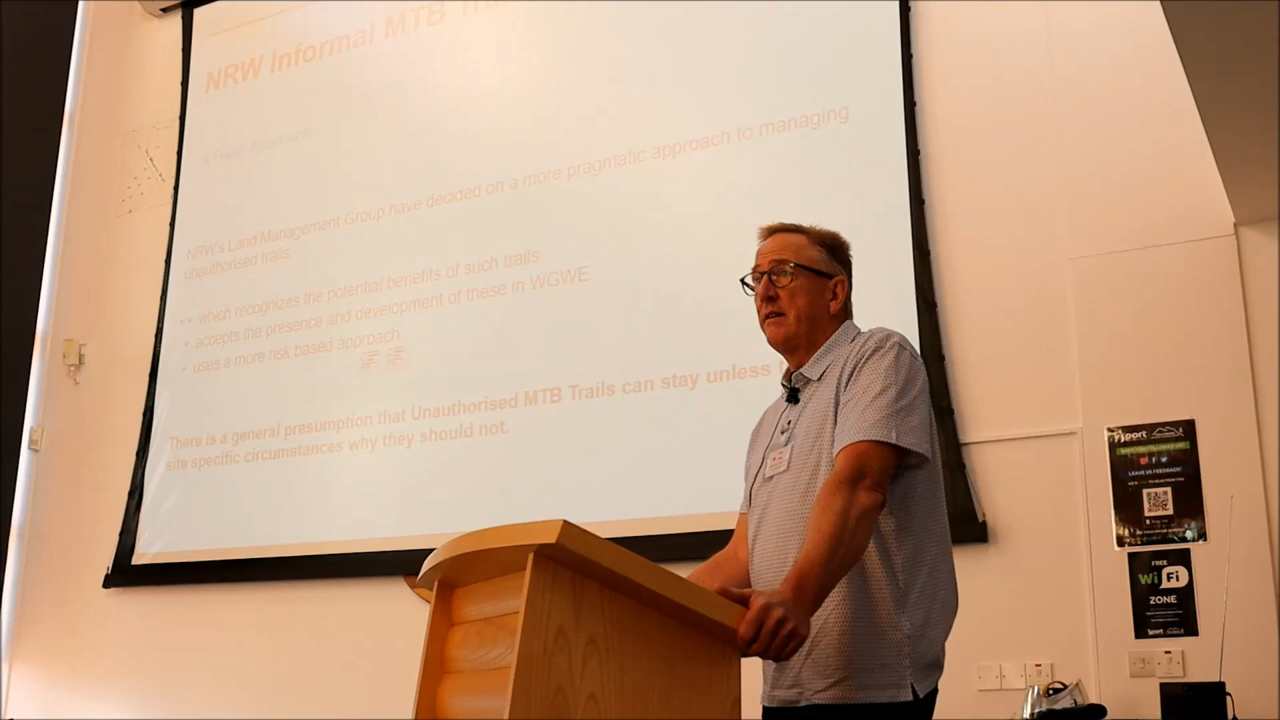 NRW Informal MTB
NRW's Land Management Group have decided on a more pragmatic approach to managing
unauthorised trails:-
• • which recognizes the potential benefits of such trails
• accepts the presence and development of these in WGWE
• uses a more risk based approach
There is a general presumption that Unauthorised MTB Trails can stay unless
site specific circumstances why they should not.
LEAVE US FEEDBACK!
FREE
WiFi
ZONE